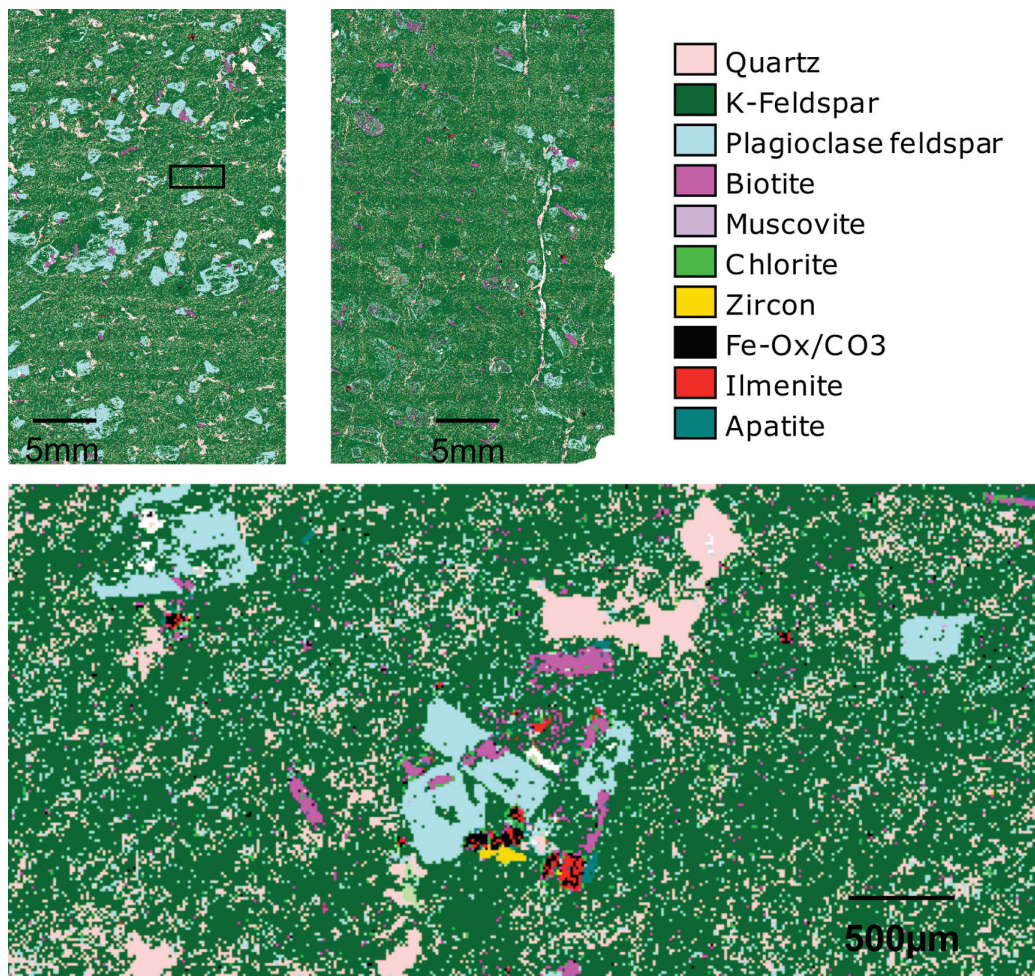 Quartz
K-Feldspar
Plagioclase feldspar
Biotite
Muscovite
Chlorite
Zircon
Fe-Ox/CO3
Ilmenite
Apatite
5mm
5mm
500µm